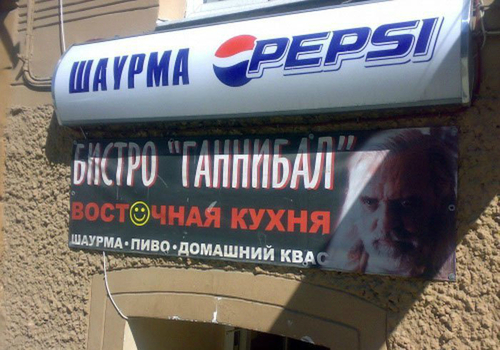 ШАУРМА PEPSI
БИСТРО "ГАННИБАЛ"
ВОСТОЧНАЯ КУХНЯ
ШАУРМА • ПИВО • ДОМАШНИЙ КВАС